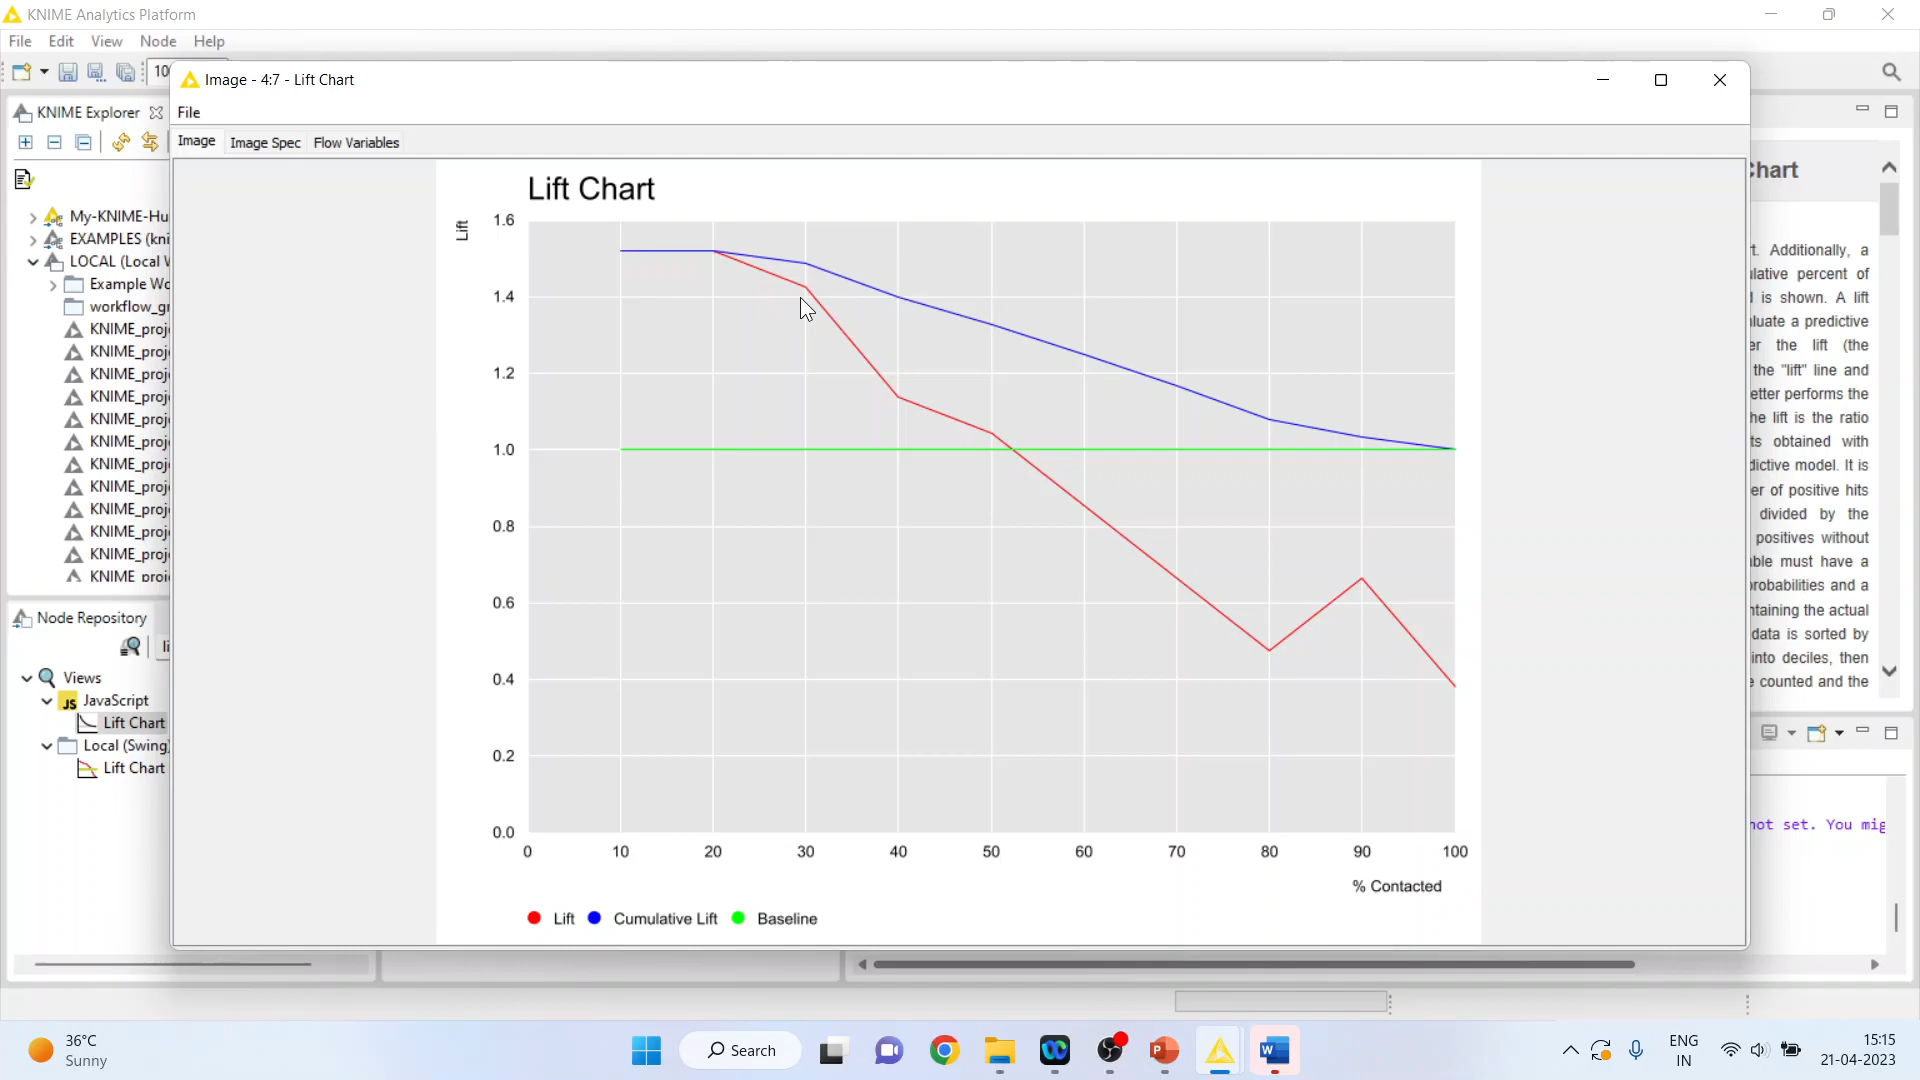 KNIME Analytics Platform
File Edit View Node Help
Image - 4:7 - Lift Chart
File
Image Image Spec Flow Variables
KNIME Explorer
My-KNIME-Hu
EXAMPLES (kni
LOCAL (Local W
Example Wo
workflow_gr
KNIME_proj
KNIME_proj
KNIME_proj
KNIME_proj
KNIME_proj
KNIME_proj
KNIME_proj
KNIME_proj
KNIME_proj
KNIME_proj
KNIME_proj
KNIME_proj
Node Repository
li
Views
JS JavaScript
Lift Chart
Local (Swing)
Lift Chart
Lift Chart
Lift
1.6
1.4
1.2
1.0
0.8
0.6
0.4
0.2
0.0
0 10 20 30 40 50 60 70 80 90 100
% Contacted
Lift Cumulative Lift Baseline
Chart
t. Additionally, a
ulative percent of
is shown. A lift
luate a predictive
er the lift (the
the "lift" line and
etter performs the
he lift is the ratio
ts obtained with
dictive model. It is
er of positive hits
divided by the
positives without
ble must have a
robabilities and a
ntaining the actual
data is sorted by
into deciles, then
counted and the
not set. You mig
36°C
Sunny
Search
ENG
IN
15:15
21-04-2023